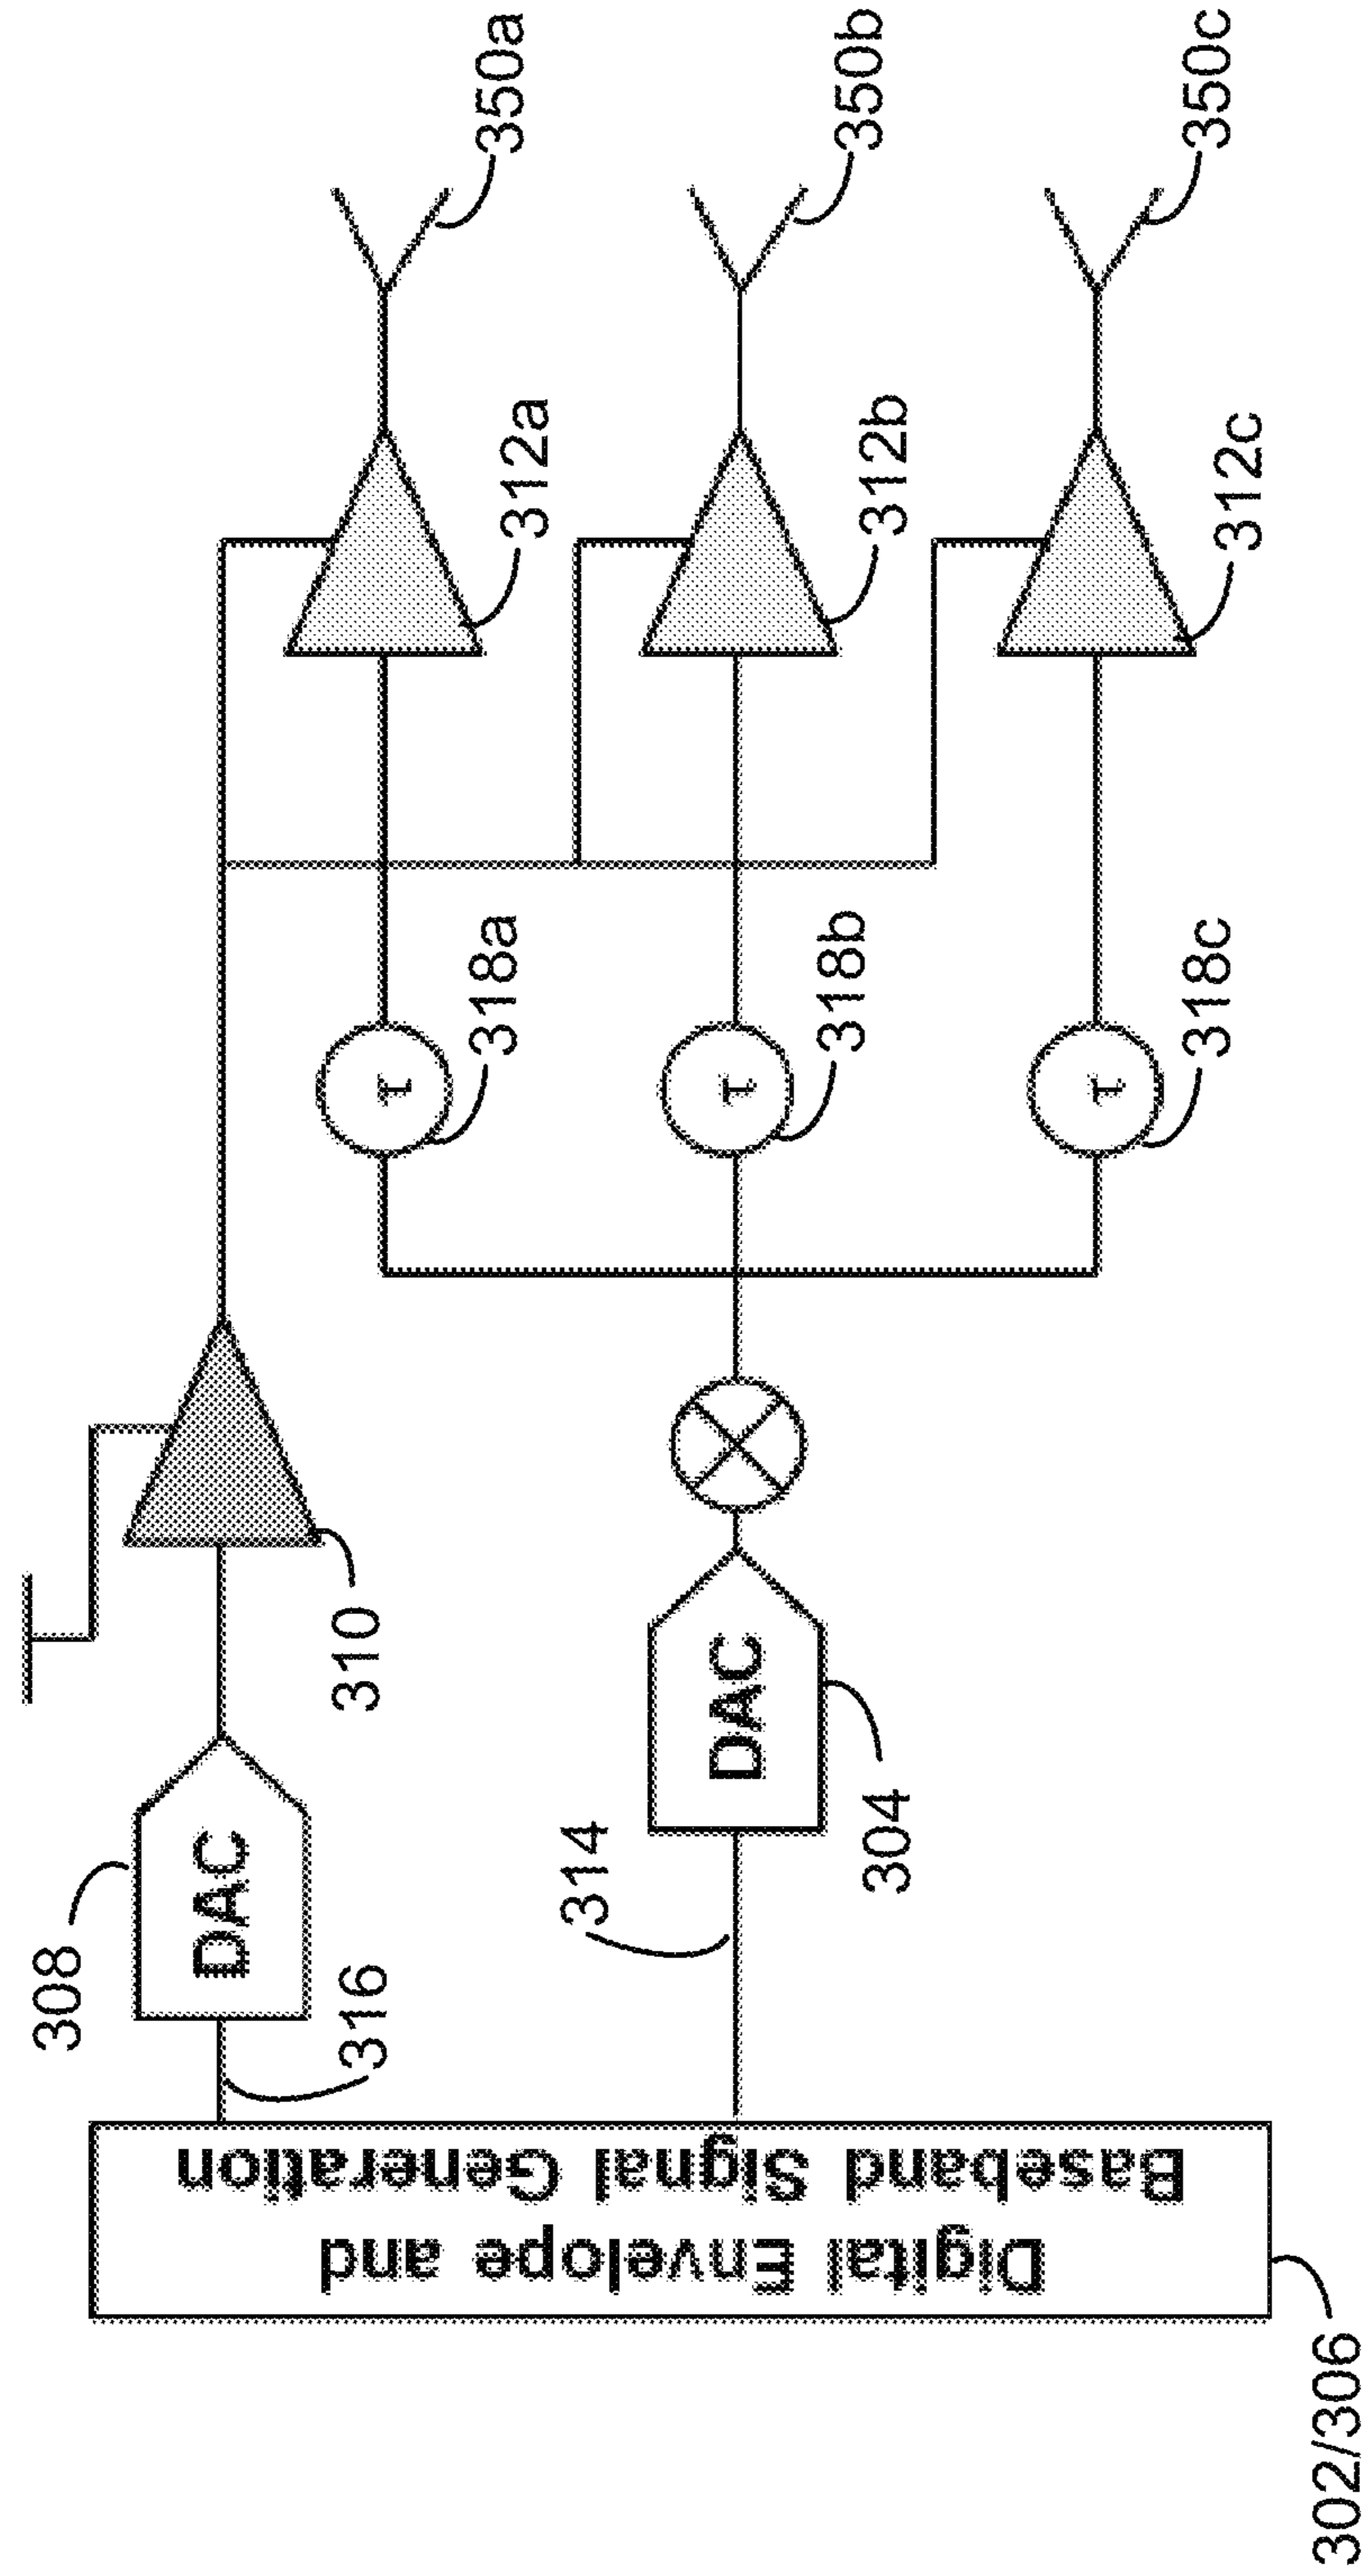 308
DAC
316
310
314
DAC
304
Digital Envelope and
Baseband Signal Generation
302/306
τ
318a
τ
318b
τ
318c
312a
312b
312c
350a
350b
350c